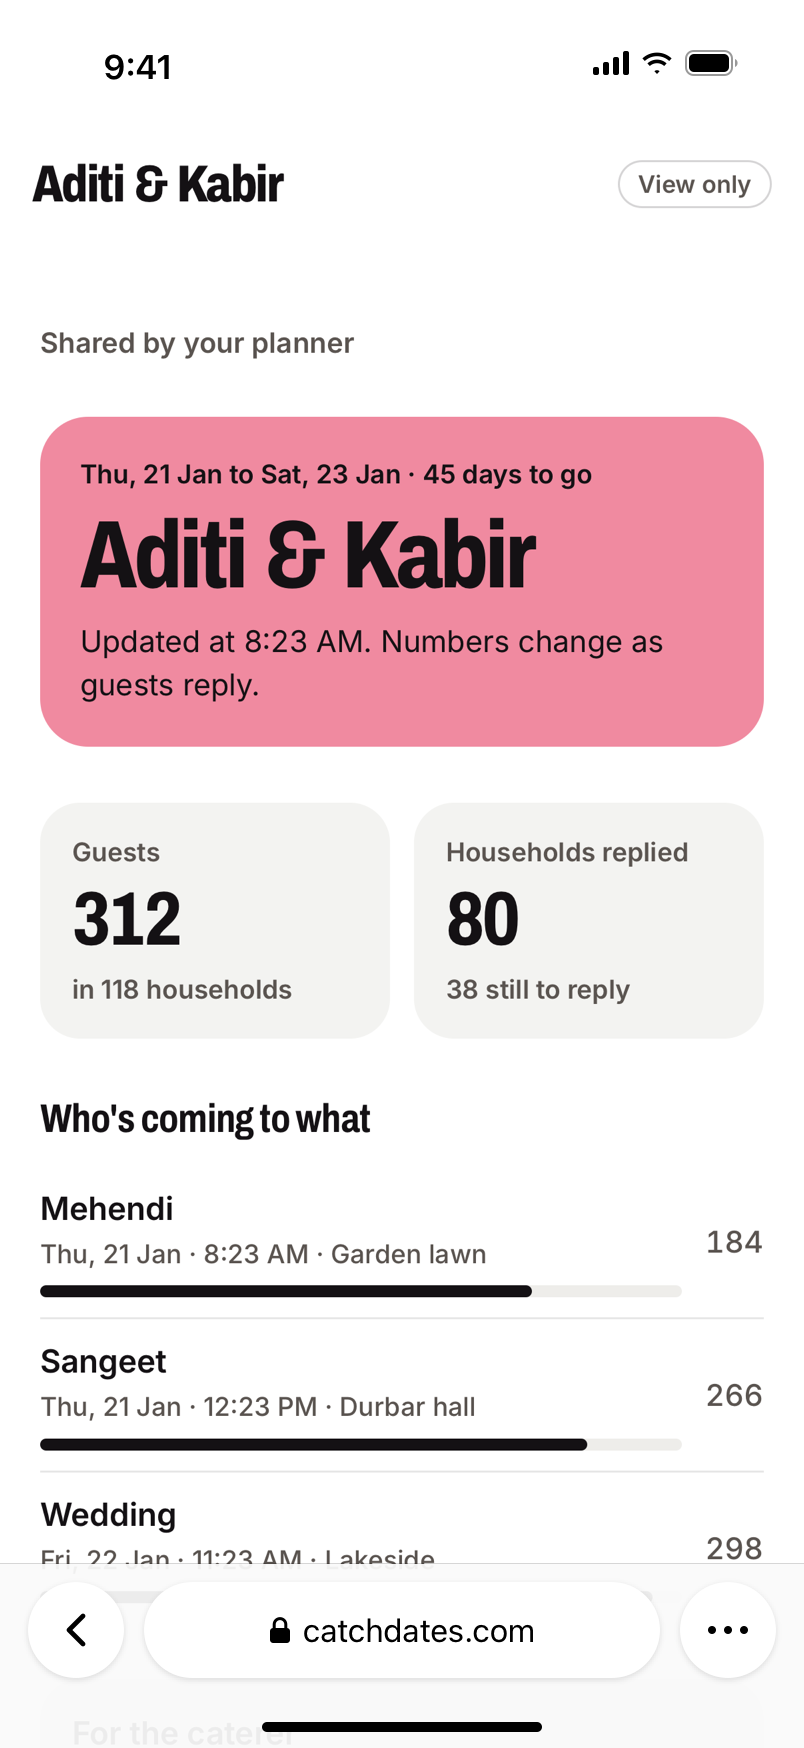 9:41
Aditi & Kabir
View only
Shared by your planner
Thu, 21 Jan to Sat, 23 Jan · 45 days to go
Aditi & Kabir
Updated at 8:23 AM. Numbers change as
guests reply.
Guests
312
in 118 households
Households replied
80
38 still to reply
Who's coming to what
Mehendi
Thu, 21 Jan · 8:23 AM · Garden lawn
184
Sangeet
Thu, 21 Jan · 12:23 PM · Durbar hall
266
Wedding
Fri, 22 Jan · 11:23 AM · Lakeside
298
catchdates.com
For the caterer